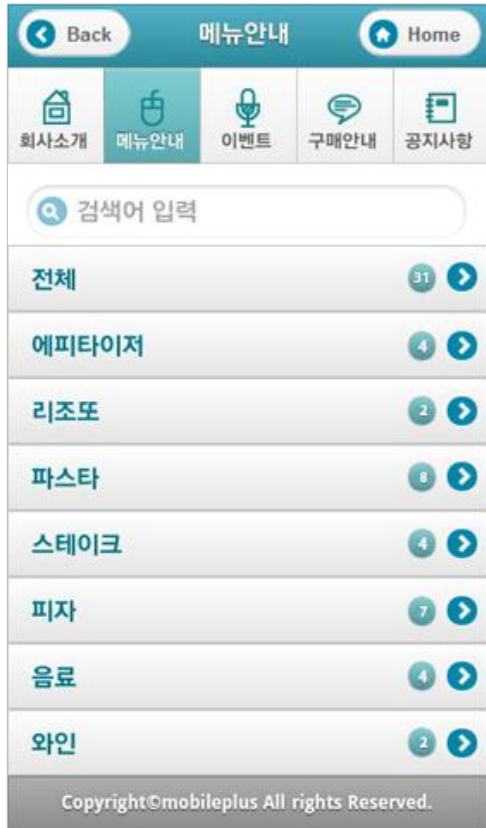 Back 메뉴안내 Home
회사소개 메뉴안내 이벤트 구매안내 공지사항
검색어 입력
전체 31
에피타이저 4
리조또 2
파스타 8
스테이크 4
피자 7
음료 4
와인 2
Copyright©mobileplus All rights Reserved.